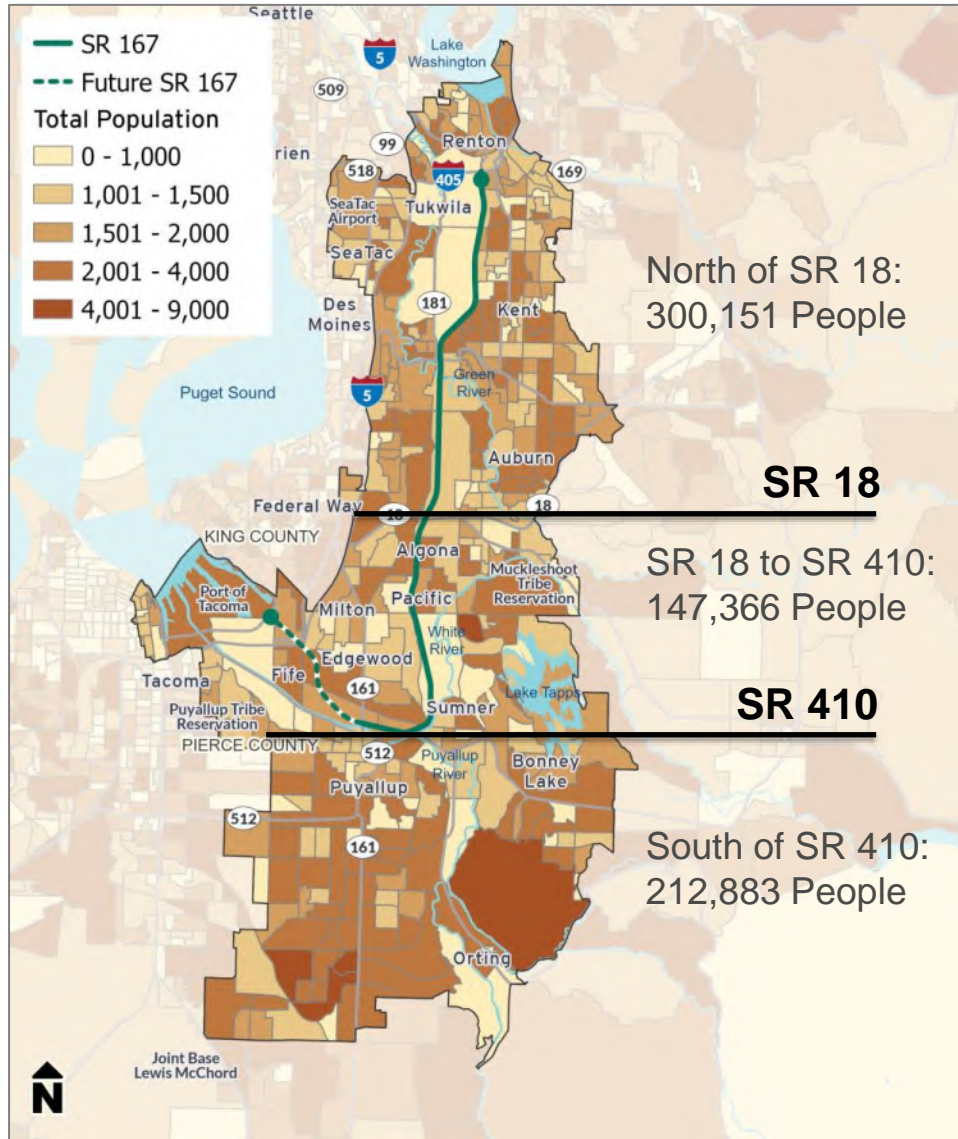 Seattle
SR 167
Future SR 167
Total Population
0 - 1,000
1,001 - 1,500
1,501 - 2,000
2,001 - 4,000
4,001 - 9,000
5
Lake
Washington
509
99
rien
518
Renton
405
169
SeaTac
Airport
Tukwila
SeaTac
North of SR 18:
300,151 People
181
Des
Moines
Kent
5
Green
River
Puget Sound
Auburn
SR 18
Federal Way
18
18
KING COUNTY
Algona
SR 18 to SR 410:
147,366 People
Muckleshoot
Tribe
Reservation
Port of
Tacoma
Milton
Pacific
White
River
Edgewood
Fife
161
Tacoma
Sumner
Lake Tapps
SR 410
Puyallup Tribe
Reservation
PIERCE COUNTY
512
Puyallup
River
Bonney
Lake
Puyallup
512
161
South of SR 410:
212,883 People
Orting
Joint Base
Lewis McChord
N